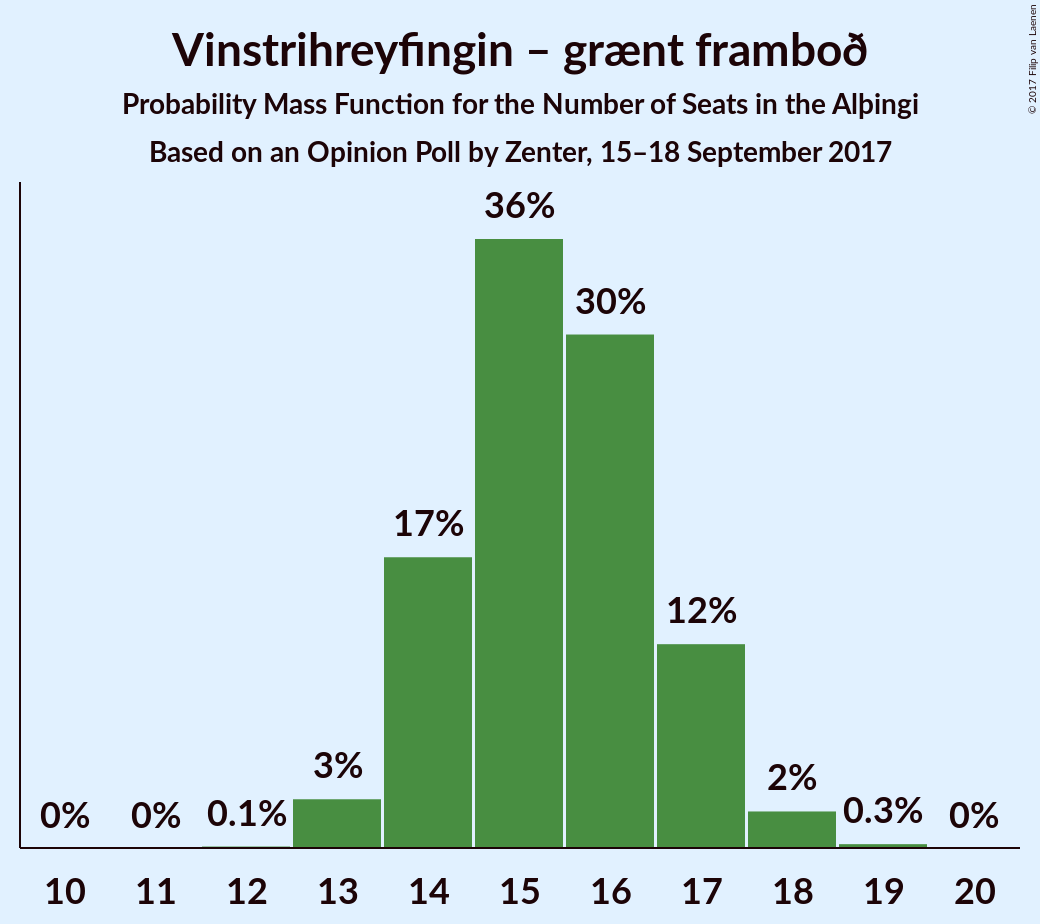 Vinstrihreyfingin – grænt framboð
Probability Mass Function for the Number of Seats in the Alþingi
Based on an Opinion Poll by Zenter, 15–18 September 2017
© 2017 Filip van Laenen
0% 0% 0.1% 3% 17% 36% 30% 12% 2% 0.3% 0%
10 11 12 13 14 15 16 17 18 19 20